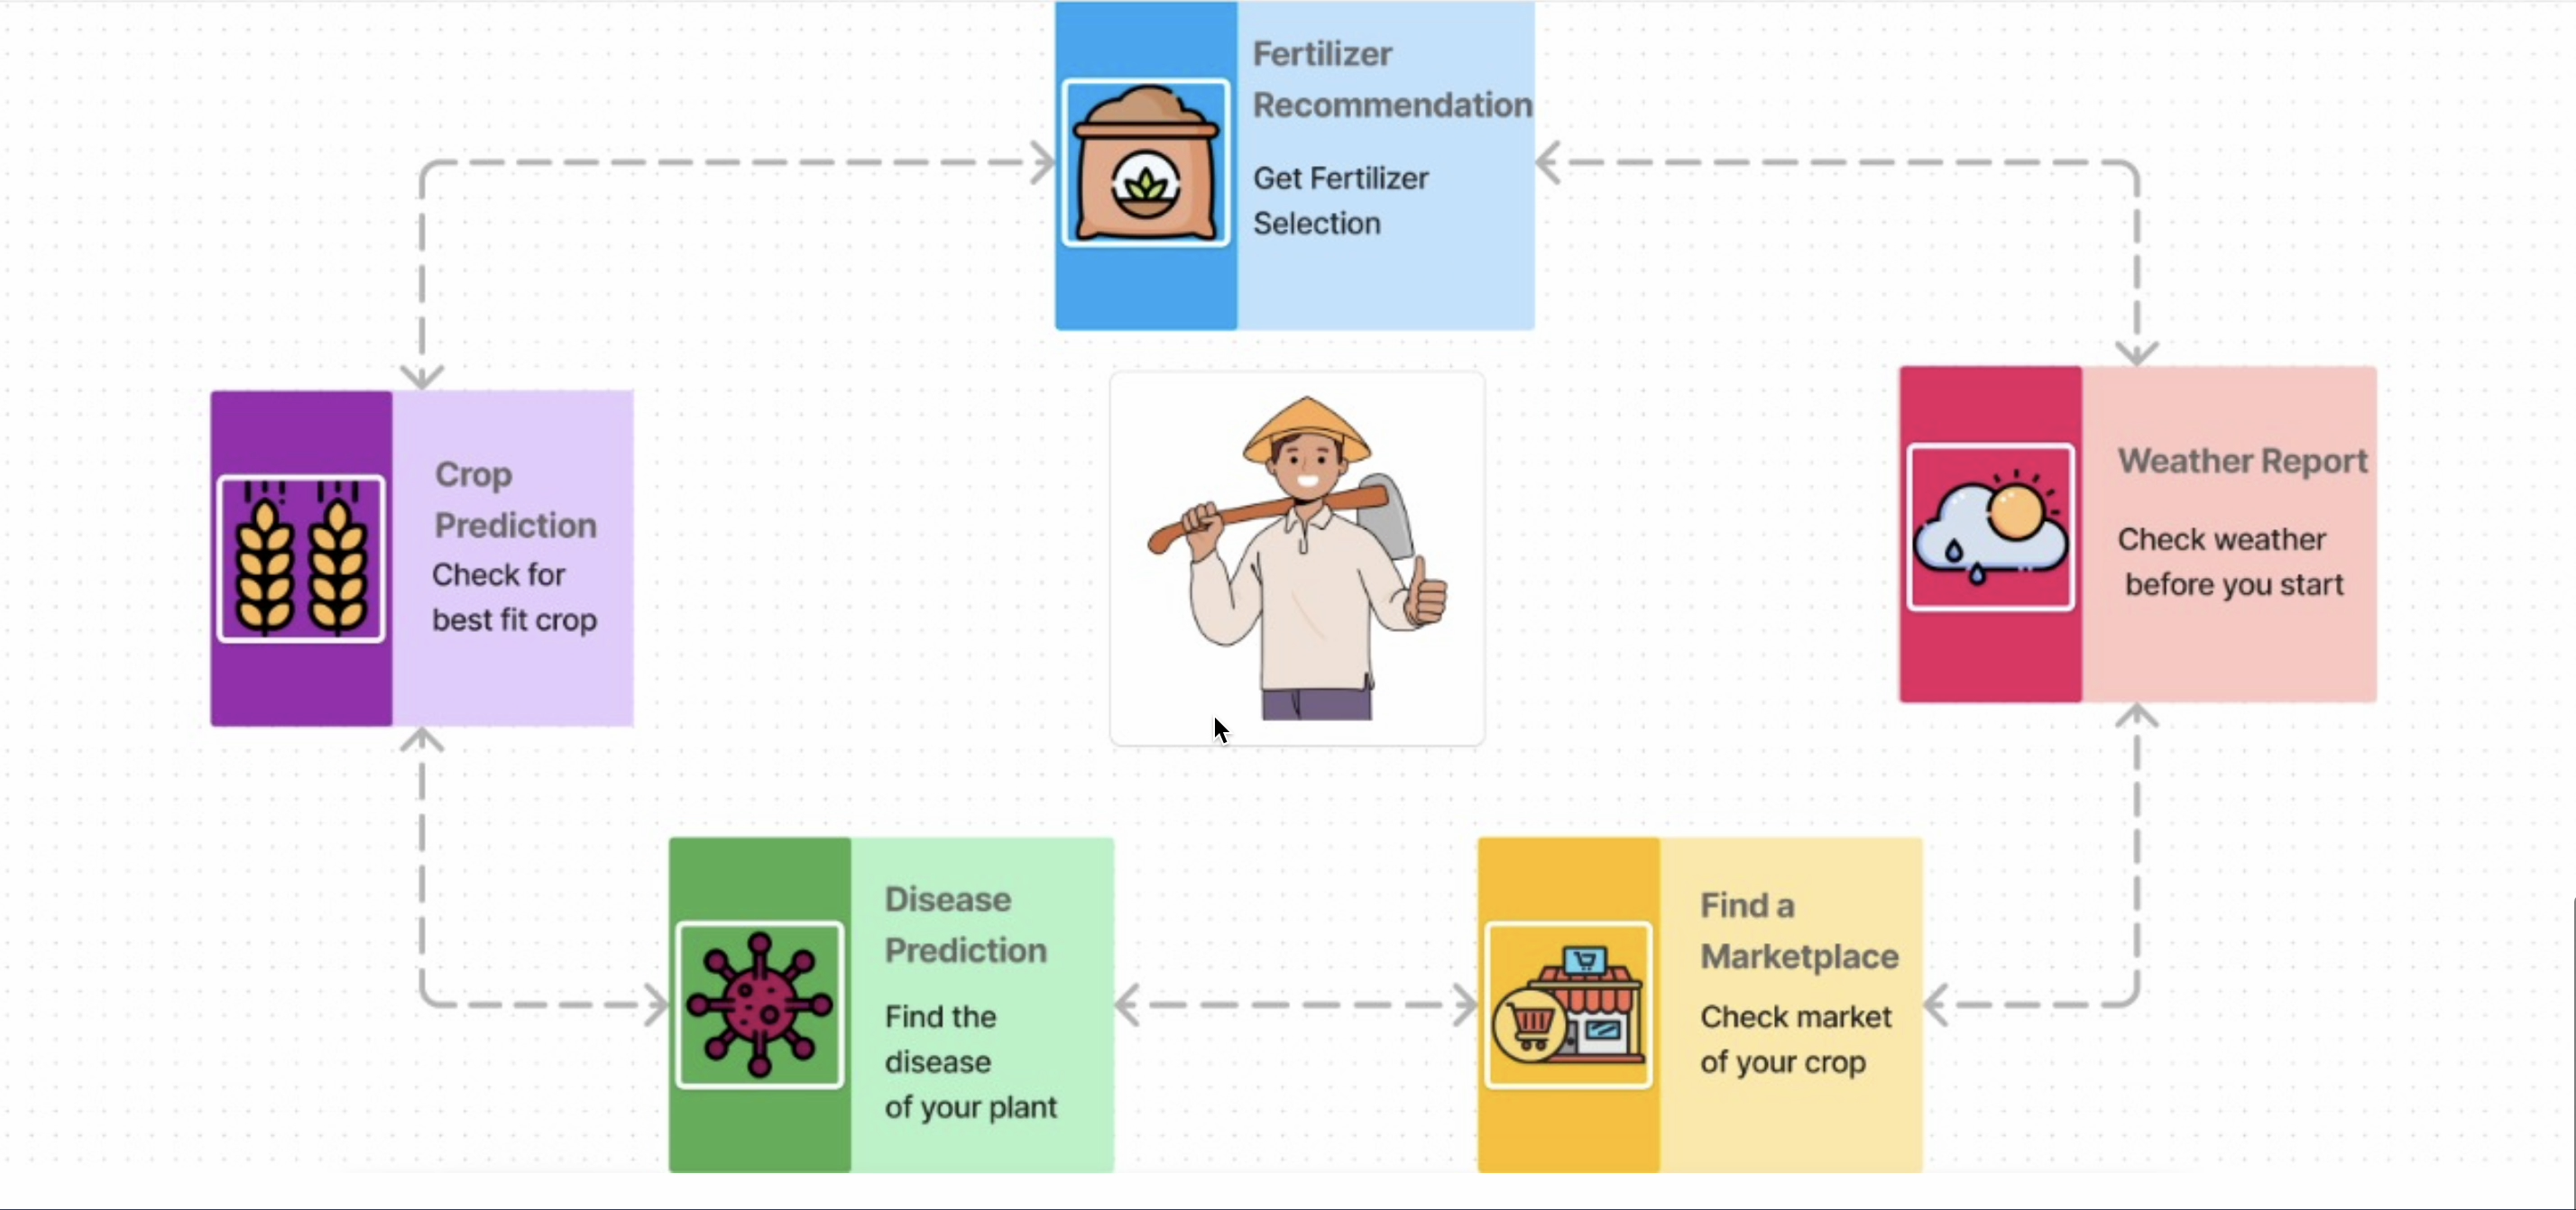 Fertilizer
Recommendation
Get Fertilizer
Selection
Crop
Prediction
Check for
best fit crop
Weather Report
Check weather
before you start
Disease
Prediction
Find the
disease
of your plant
Find a
Marketplace
Check market
of your crop